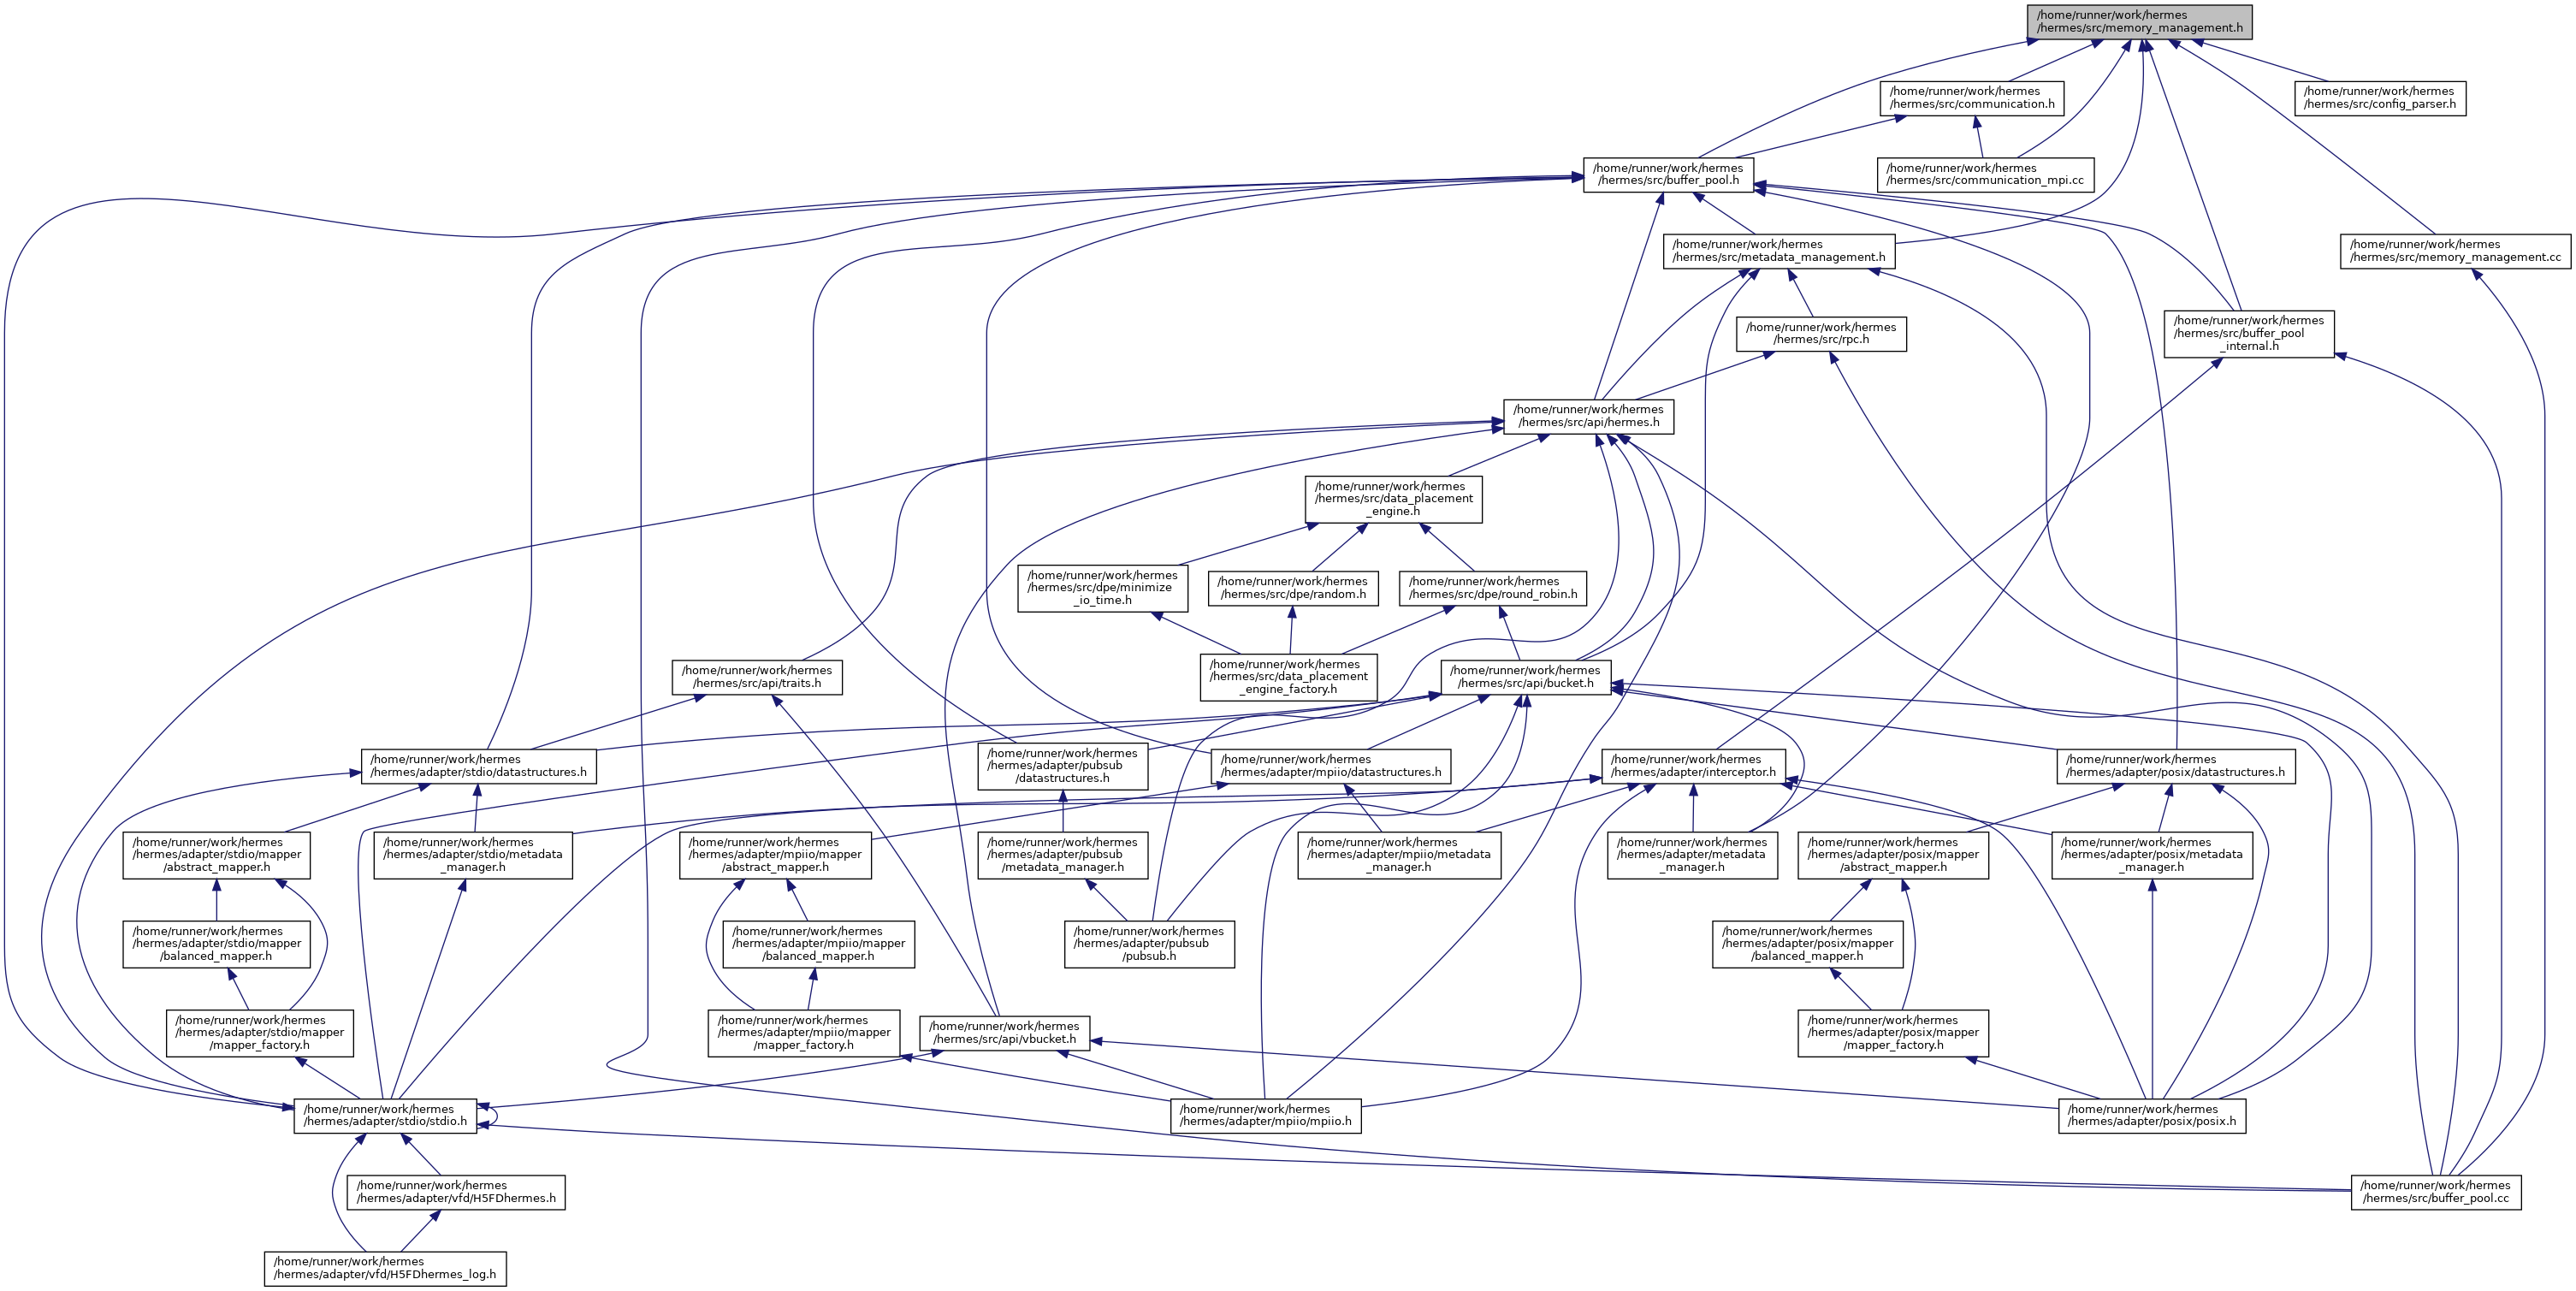 /home/runner/work/hermes
/hermes/src/memory_management.h
/home/runner/work/hermes
/hermes/src/communication.h
/home/runner/work/hermes
/hermes/src/config_parser.h
/home/runner/work/hermes
/hermes/src/buffer_pool.h
/home/runner/work/hermes
/hermes/src/communication_mpi.cc
/home/runner/work/hermes
/hermes/src/metadata_management.h
/home/runner/work/hermes
/hermes/src/memory_management.cc
/home/runner/work/hermes
/hermes/src/rpc.h
/home/runner/work/hermes
/hermes/src/buffer_pool
_internal.h
/home/runner/work/hermes
/hermes/src/api/hermes.h
/home/runner/work/hermes
/hermes/src/data_placement
_engine.h
/home/runner/work/hermes
/hermes/src/dpe/minimize
_io_time.h
/home/runner/work/hermes
/hermes/src/dpe/random.h
/home/runner/work/hermes
/hermes/src/dpe/round_robin.h
/home/runner/work/hermes
/hermes/src/api/traits.h
/home/runner/work/hermes
/hermes/src/data_placement
_engine_factory.h
/home/runner/work/hermes
/hermes/src/api/bucket.h
/home/runner/work/hermes
/hermes/adapter/stdio/datastructures.h
/home/runner/work/hermes
/hermes/adapter/pubsub
/datastructures.h
/home/runner/work/hermes
/hermes/adapter/mpiio/datastructures.h
/home/runner/work/hermes
/hermes/adapter/interceptor.h
/home/runner/work/hermes
/hermes/adapter/posix/datastructures.h
/home/runner/work/hermes
/hermes/adapter/stdio/mapper
/abstract_mapper.h
/home/runner/work/hermes
/hermes/adapter/stdio/metadata
_manager.h
/home/runner/work/hermes
/hermes/adapter/mpiio/mapper
/abstract_mapper.h
/home/runner/work/hermes
/hermes/adapter/pubsub
/metadata_manager.h
/home/runner/work/hermes
/hermes/adapter/mpiio/metadata
_manager.h
/home/runner/work/hermes
/hermes/adapter/metadata
_manager.h
/home/runner/work/hermes
/hermes/adapter/posix/mapper
/abstract_mapper.h
/home/runner/work/hermes
/hermes/adapter/posix/metadata
_manager.h
/home/runner/work/hermes
/hermes/adapter/stdio/mapper
/balanced_mapper.h
/home/runner/work/hermes
/hermes/adapter/mpiio/mapper
/balanced_mapper.h
/home/runner/work/hermes
/hermes/adapter/pubsub
/pubsub.h
/home/runner/work/hermes
/hermes/adapter/posix/mapper
/balanced_mapper.h
/home/runner/work/hermes
/hermes/adapter/stdio/mapper
/mapper_factory.h
/home/runner/work/hermes
/hermes/adapter/mpiio/mapper
/mapper_factory.h
/home/runner/work/hermes
/hermes/src/api/vbucket.h
/home/runner/work/hermes
/hermes/adapter/posix/mapper
/mapper_factory.h
/home/runner/work/hermes
/hermes/adapter/stdio/stdio.h
/home/runner/work/hermes
/hermes/adapter/mpiio/mpiio.h
/home/runner/work/hermes
/hermes/adapter/posix/posix.h
/home/runner/work/hermes
/hermes/adapter/vfd/H5FDhermes.h
/home/runner/work/hermes
/hermes/src/buffer_pool.cc
/home/runner/work/hermes
/hermes/adapter/vfd/H5FDhermes_log.h